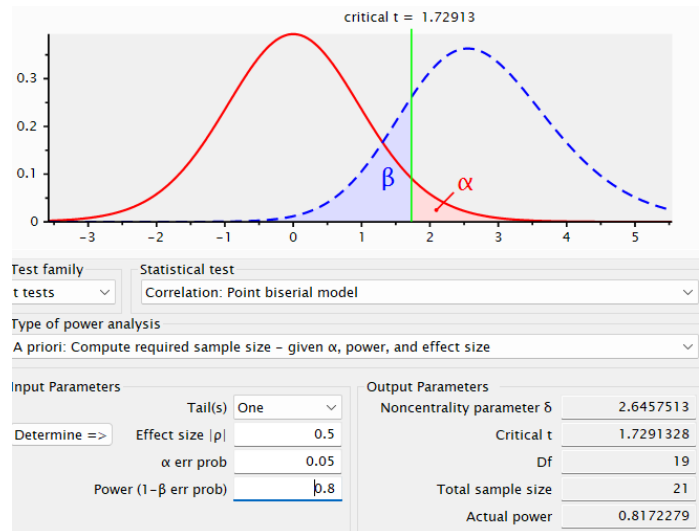 critical t = 1.72913
0.3
0.2
0.1
0
β
α
-3 -2 -1 0 1 2 3 4 5
Test family Statistical test
t tests Correlation: Point biserial model
Type of power analysis
A priori: Compute required sample size – given α, power, and effect size
Input Parameters Output Parameters
Tail(s) One Noncentrality parameter δ 2.6457513
Determine => Effect size |ρ| 0.5 Critical t 1.7291328
α err prob 0.05 Df 19
Power (1-β err prob) 0.8 Total sample size 21
Actual power 0.8172279